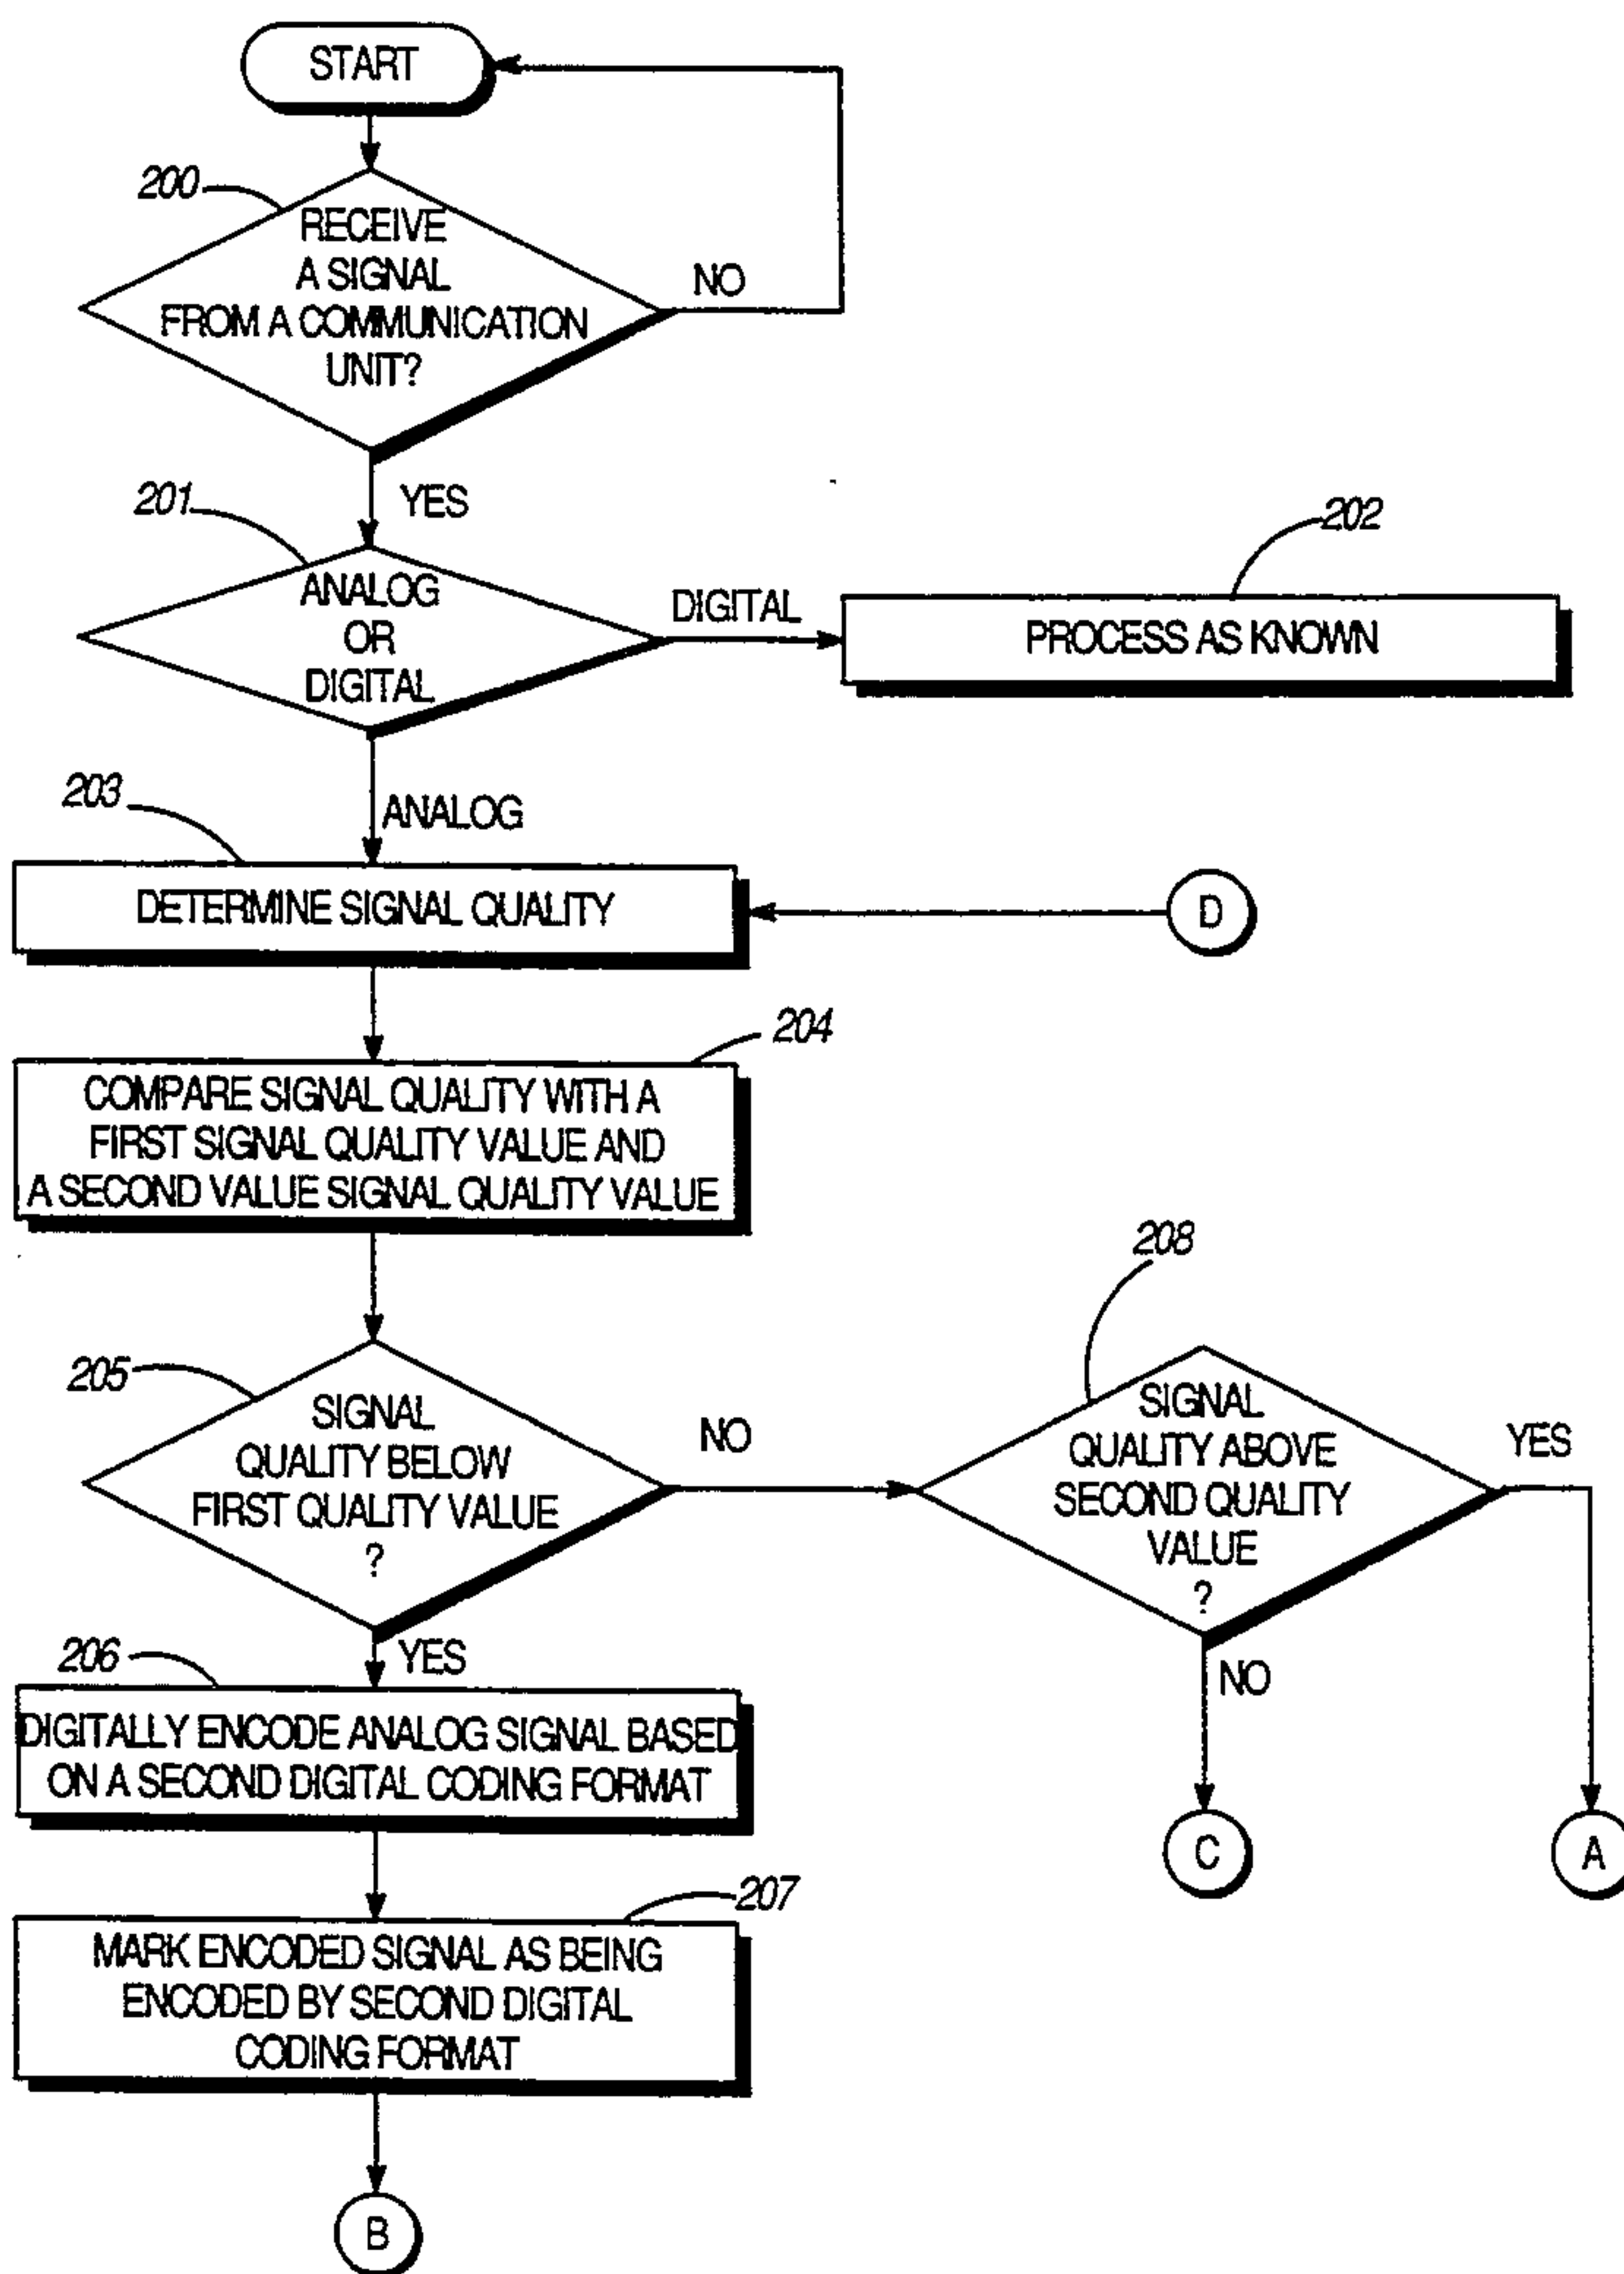 START
200
RECEIVE
A SIGNAL
FROM A COMMUNICATION
UNIT?
NO
YES
201
ANALOG
OR
DIGITAL
DIGITAL
202
PROCESS AS KNOWN
ANALOG
203
DETERMINE SIGNAL QUALITY
D
204
COMPARE SIGNAL QUALITY WITH A
FIRST SIGNAL QUALITY VALUE AND
A SECOND VALUE SIGNAL QUALITY VALUE
205
SIGNAL
QUALITY BELOW
FIRST QUALITY VALUE
?
NO
208
SIGNAL
QUALITY ABOVE
SECOND QUALITY
VALUE
?
YES
NO
C
A
YES
206
DIGITALLY ENCODE ANALOG SIGNAL BASED
ON A SECOND DIGITAL CODING FORMAT
207
MARK ENCODED SIGNAL AS BEING
ENCODED BY SECOND DIGITAL
CODING FORMAT
B